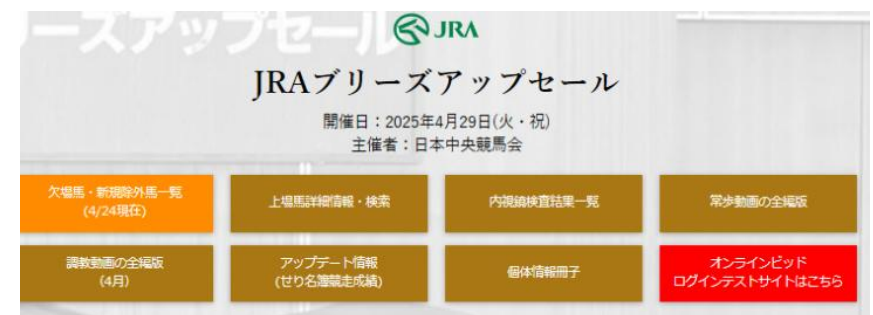 ーズアップセール
JRA
JRAブリーズアップセール
開催日：2025年4月29日(火・祝)
主催者：日本中央競馬会
欠場馬・新規除外馬一覧
(4/24現在)
上場馬詳細情報・検索
内視鏡検査結果一覧
常歩動画の全編版
調教動画の全編版
(4月)
アップデート情報
(せり名簿競走成績)
個体情報冊子
オンラインビッド
ログインテストサイトはこちら